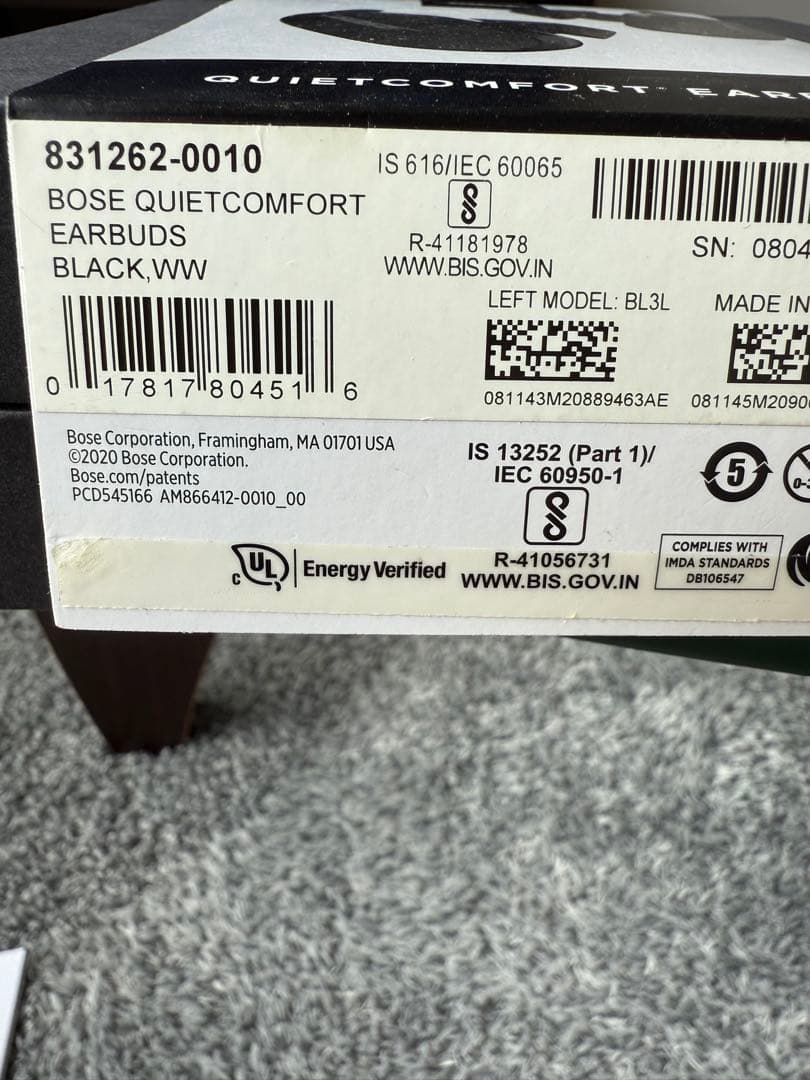 QUIETCOMFORT EAR
831262-0010
BOSE QUIETCOMFORT
EARBUDS
BLACK,WW
0 17817 80451 6
IS 616/IEC 60065
R-41181978
WWW.BIS.GOV.IN
SN: 0804
LEFT MODEL: BL3L
081143M20889463AE
MADE IN
081145M2090
Bose Corporation, Framingham, MA 01701 USA
©2020 Bose Corporation.
Bose.com/patents
PCD545166 AM866412-0010_00
IS 13252 (Part 1)/
IEC 60950-1
R-41056731
WWW.BIS.GOV.IN
5
0-3
c UL Energy Verified
COMPLIES WITH
IMDA STANDARDS
DB106547